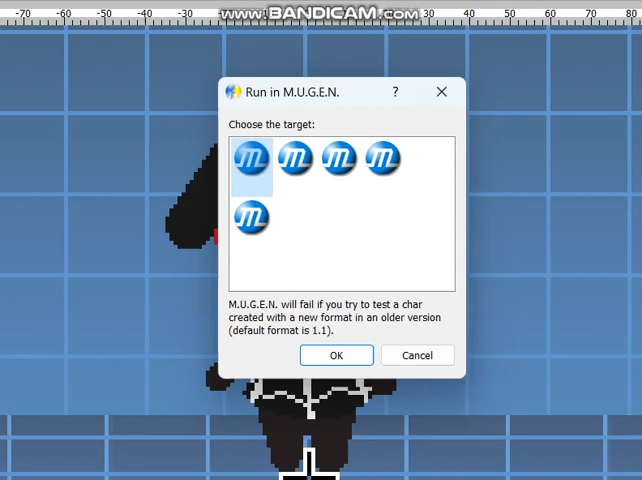 www.BANDICAM.com
-70 -60 -50 -40 -30 30 40 50 60 70 80
Run in M.U.G.E.N.
?
Choose the target:
M.U.G.E.N. will fail if you try to test a char
created with a new format in an older version
(default format is 1.1).
OK Cancel